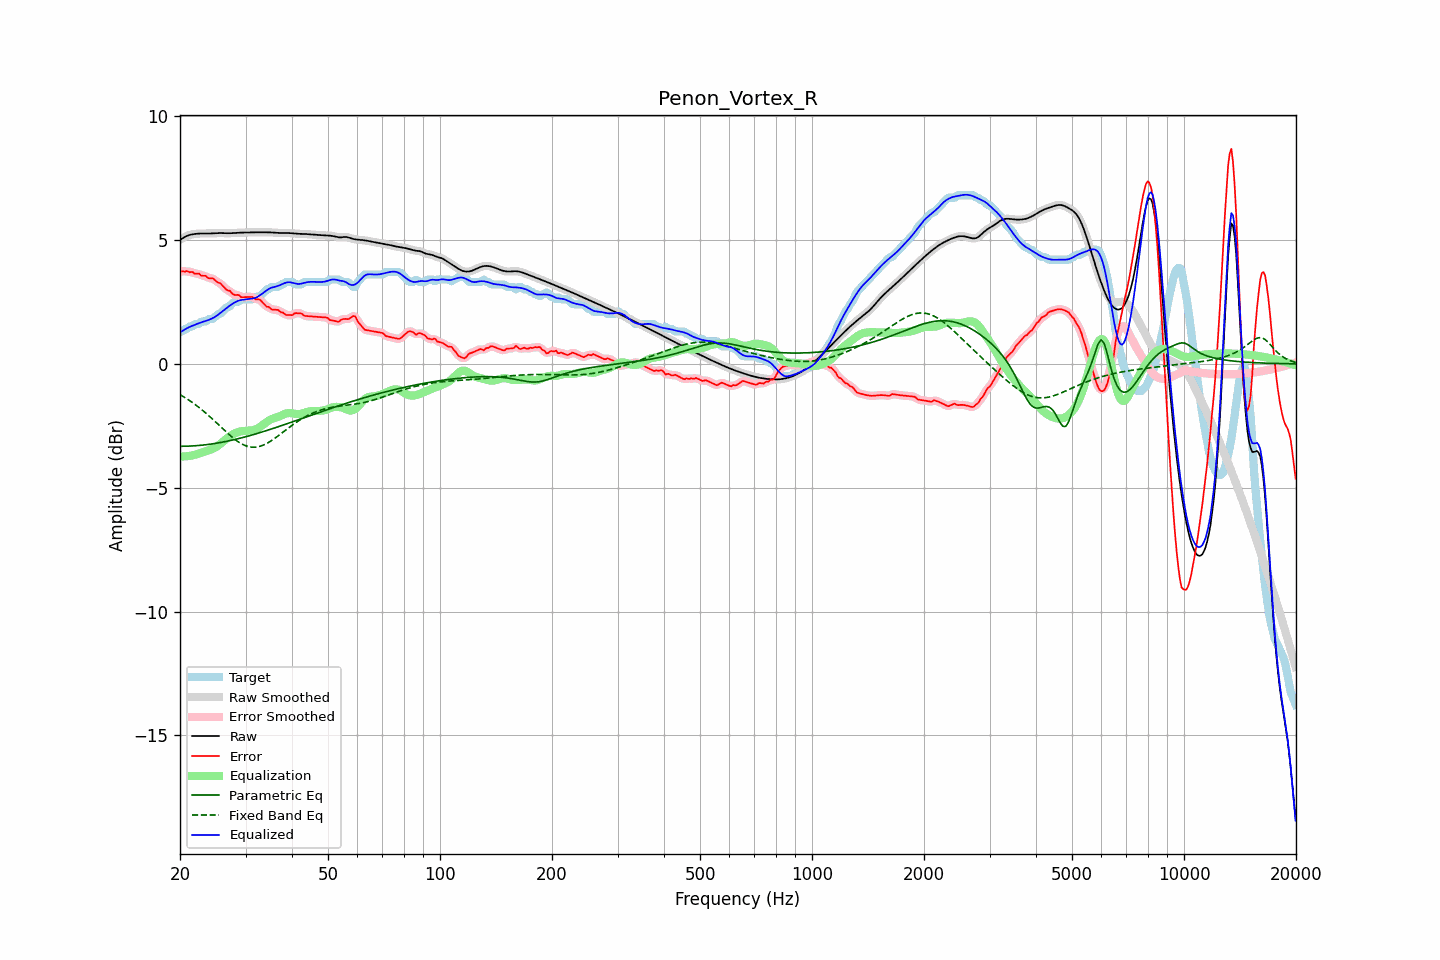 Penon_Vortex_R
10
5
0
−5
−10
−15
Amplitude (dBr)
Target
Raw Smoothed
Error Smoothed
Raw
Error
Equalization
Parametric Eq
Fixed Band Eq
Equalized
20 50 100 200 500 1000 2000 5000 10000 20000
Frequency (Hz)